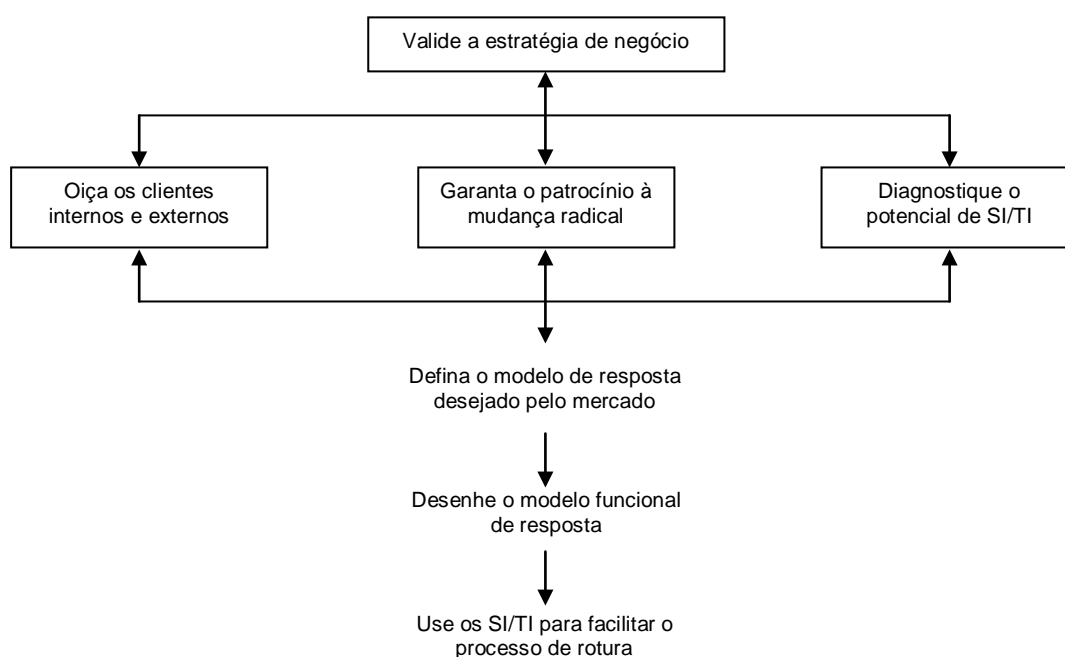 Valide a estratégia de negócio
Oiça os clientes
internos e externos
Garanta o patrocínio à
mudança radical
Diagnostique o
potencial de SI/TI
Defina o modelo de resposta
desejado pelo mercado
Desenhe o modelo funcional
de resposta
Use os SI/TI para facilitar o
processo de rotura